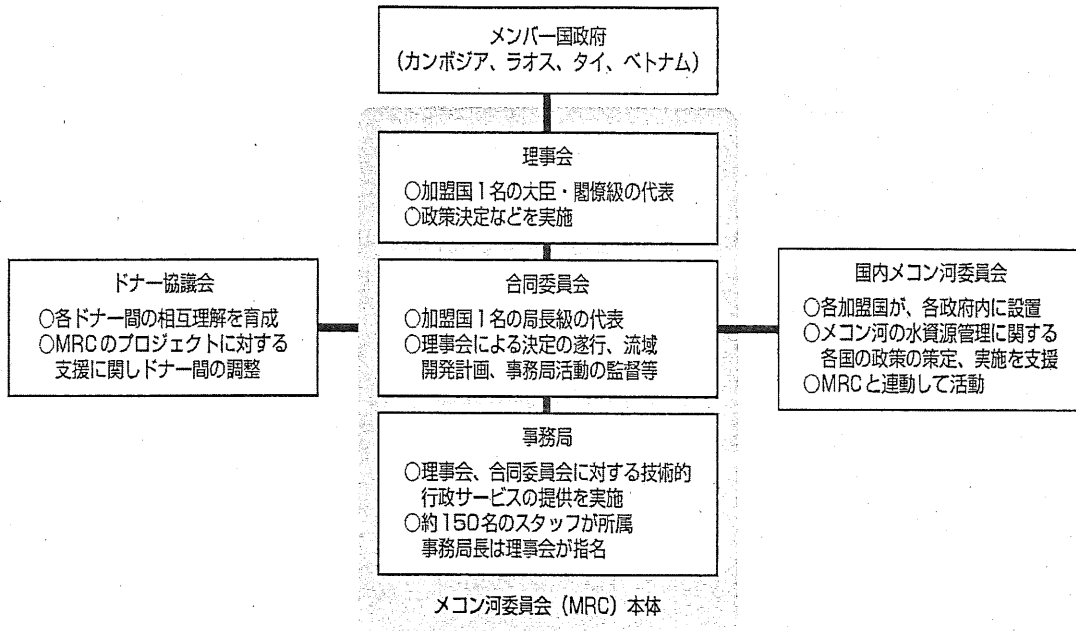 メンバー国政府
(カンボジア、ラオス、タイ、ベトナム)
理事会
○加盟国1名の大臣・閣僚級の代表
○政策決定などを実施
ドナー協議会
○各ドナー間の相互理解を育成
○MRCのプロジェクトに対する
支援に関しドナー間の調整
合同委員会
○加盟国1名の局長級の代表
○理事会による決定の遂行、流域
開発計画、事務局活動の監督等
国内メコン河委員会
○各加盟国が、各政府内に設置
○メコン河の水資源管理に関する
各国の政策の策定、実施を支援
○MRCと連動して活動
事務局
○理事会、合同委員会に対する技術的
行政サービスの提供を実施
○約150名のスタッフが所属
事務局長は理事会が指名
メコン河委員会(MRC)本体